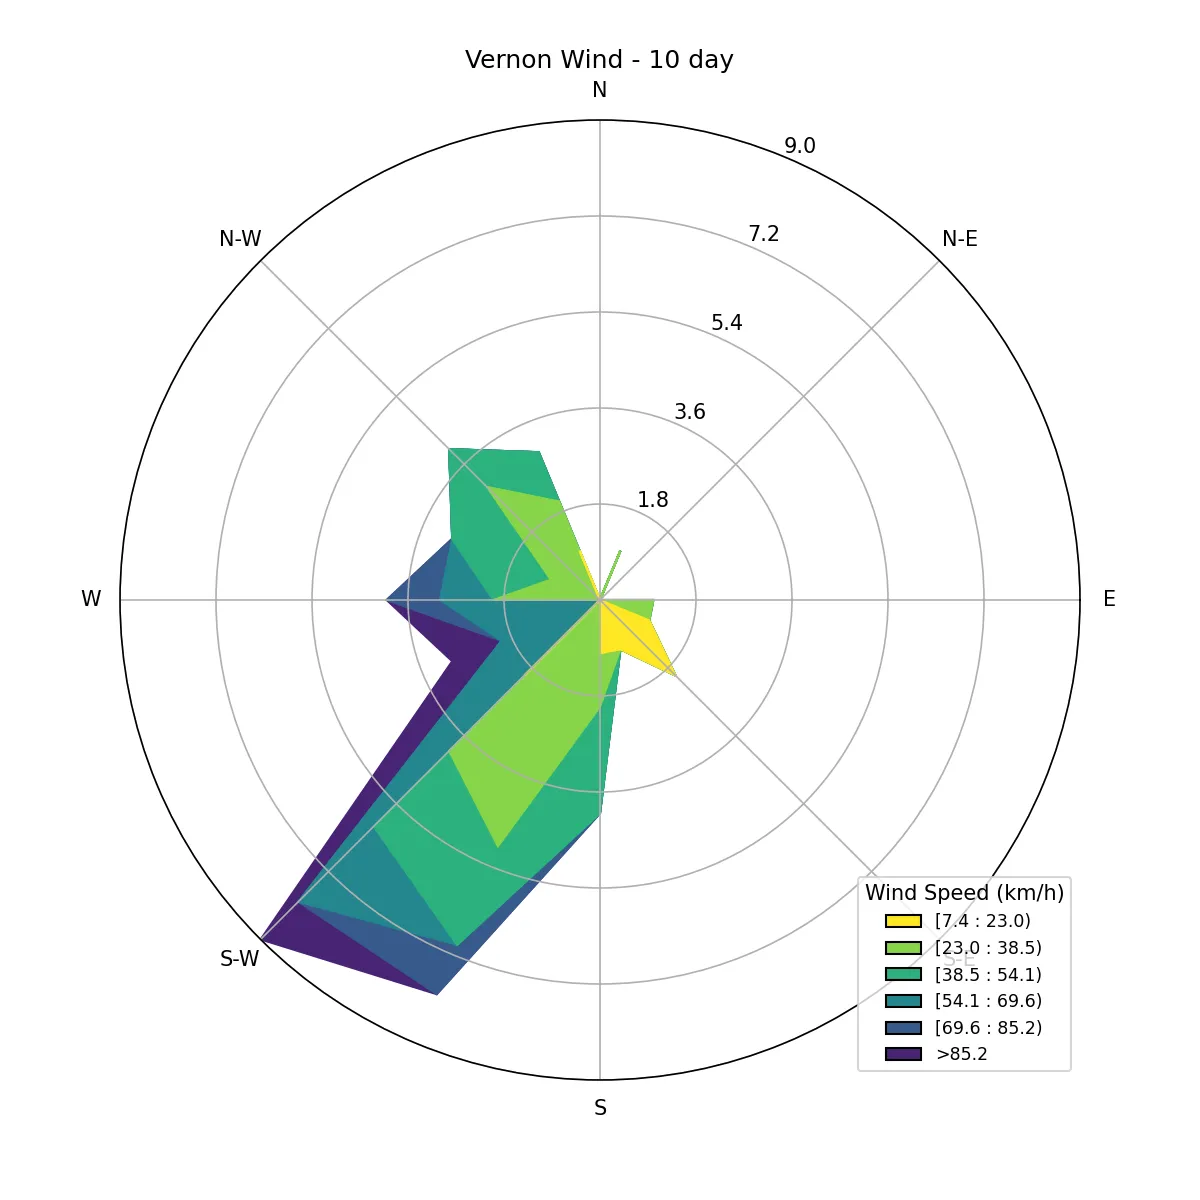 Vernon Wind - 10 day
N
9.0
N-W
7.2
N-E
5.4
3.6
1.8
W
E
S-W
S-E
Wind Speed (km/h)
[7.4 : 23.0)
[23.0 : 38.5)
[38.5 : 54.1)
[54.1 : 69.6)
[69.6 : 85.2)
>85.2
S